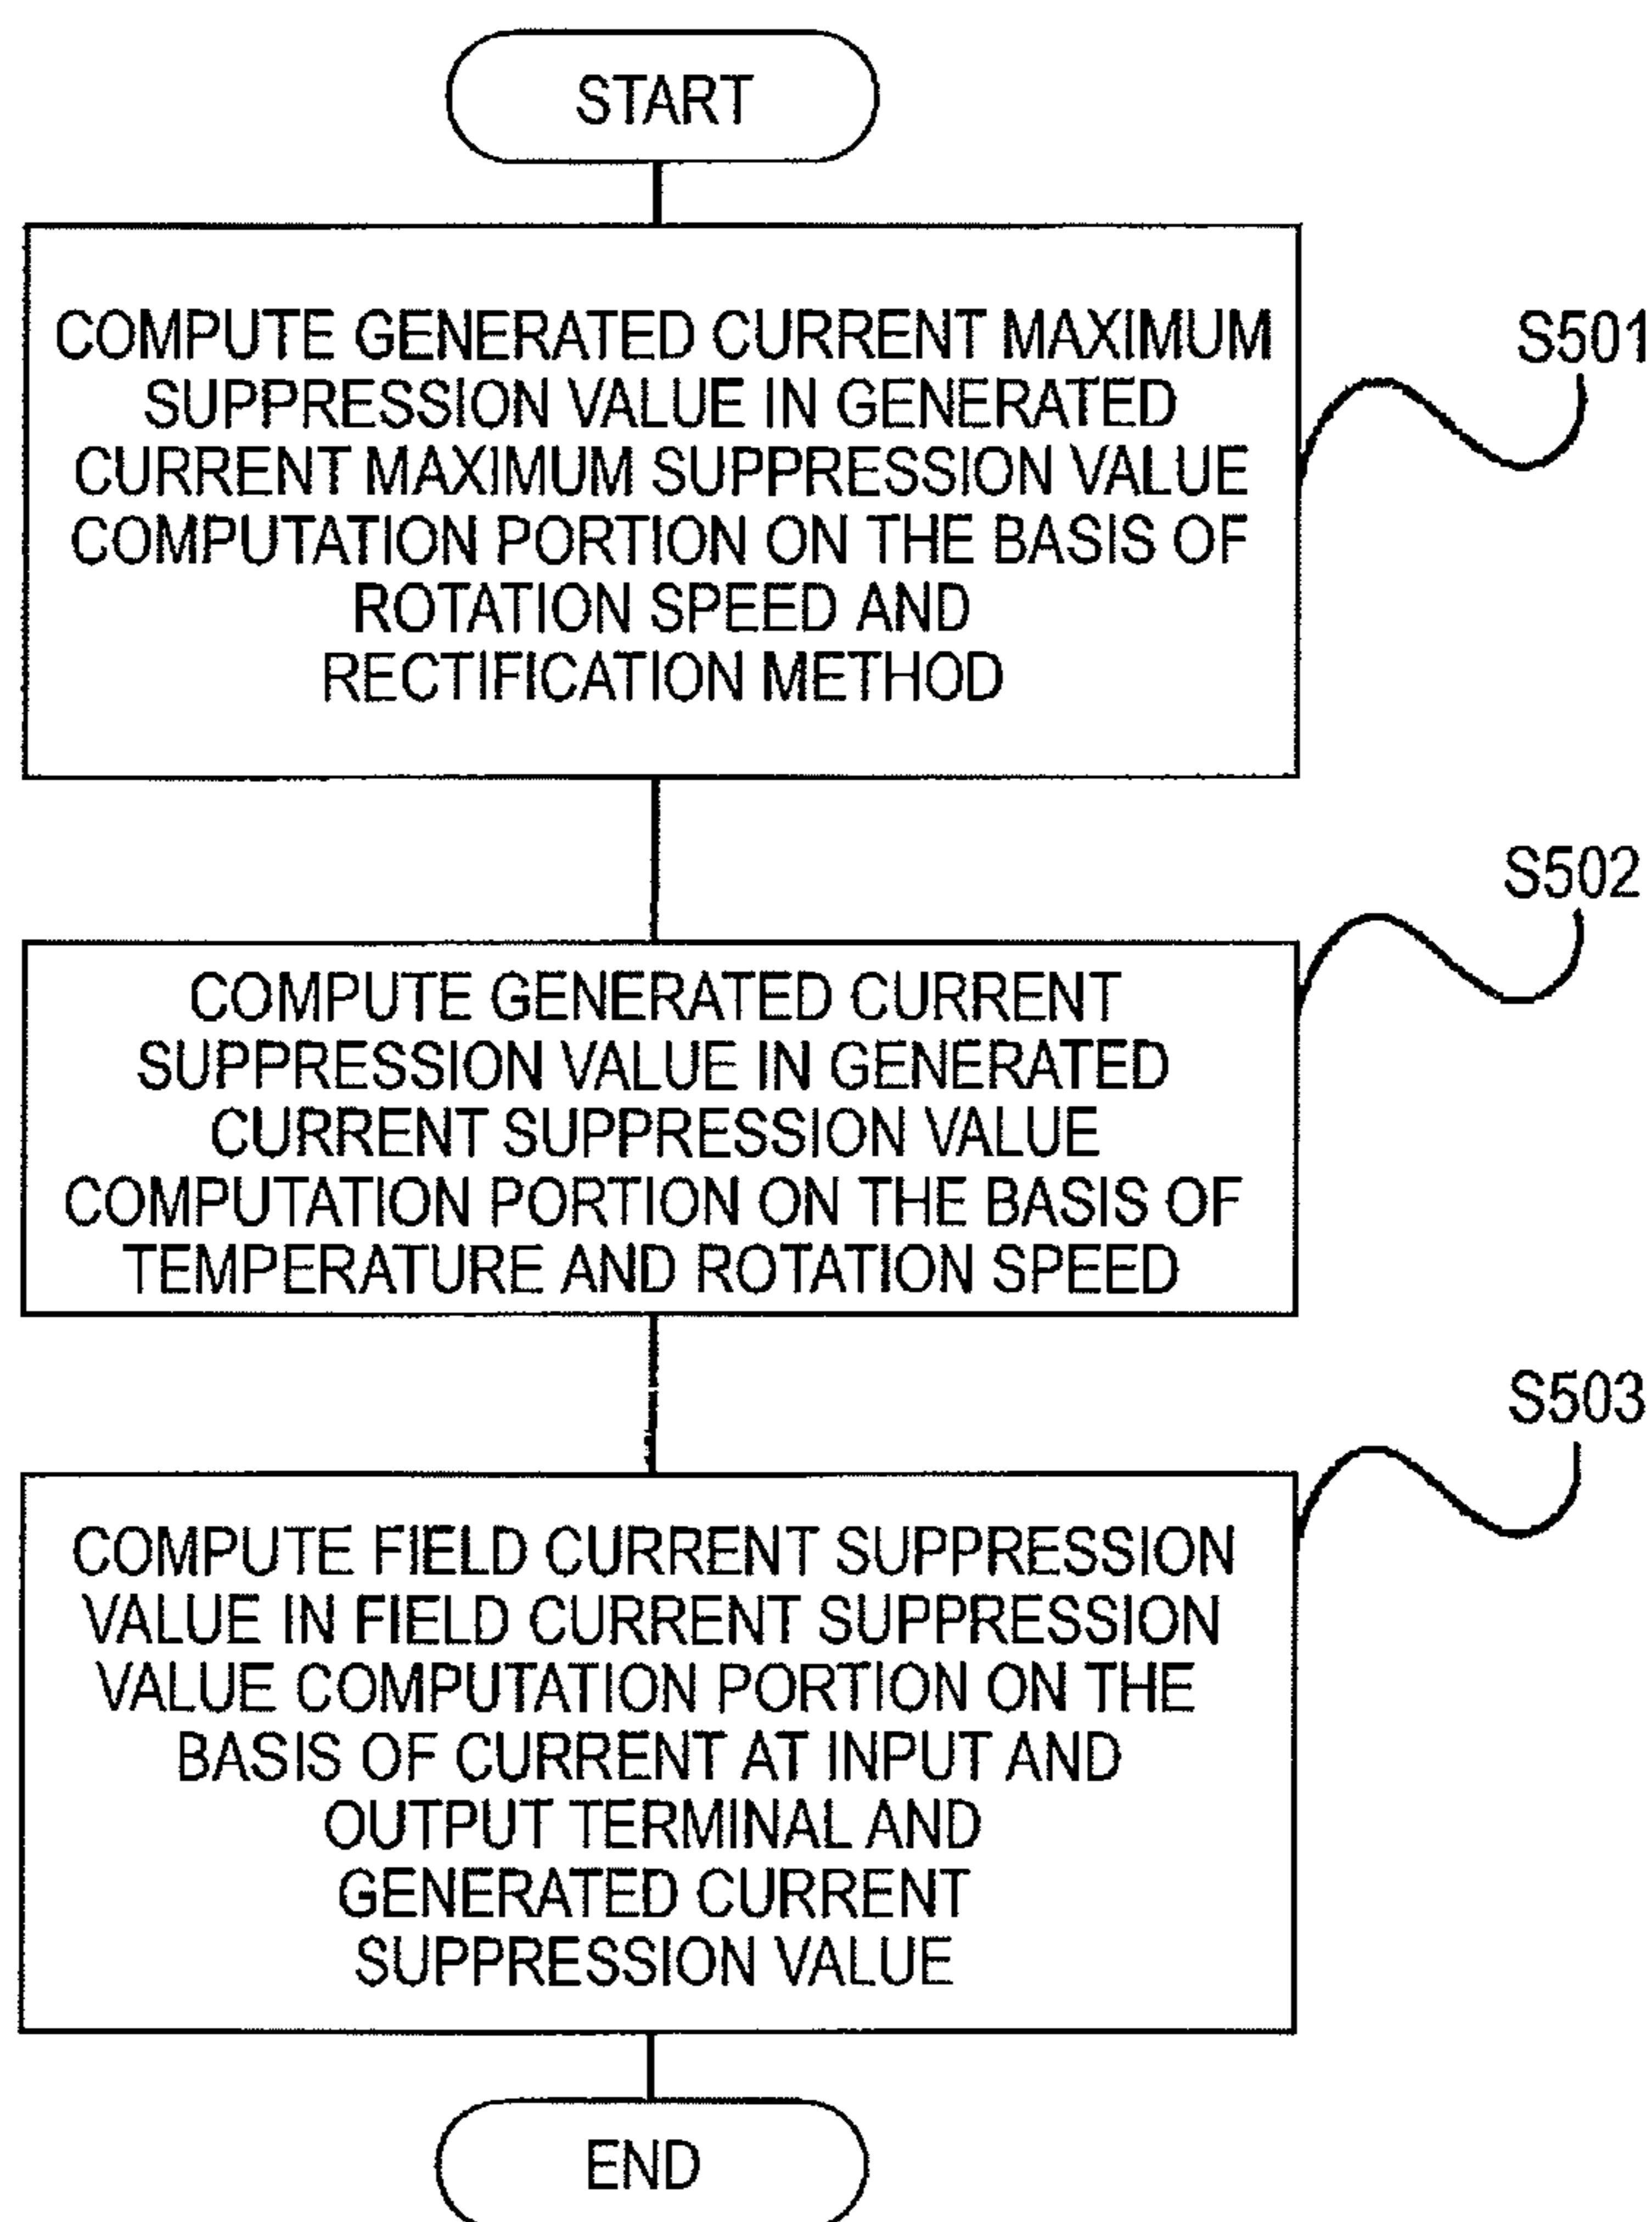 START
COMPUTE GENERATED CURRENT MAXIMUM
SUPPRESSION VALUE IN GENERATED
CURRENT MAXIMUM SUPPRESSION VALUE
COMPUTATION PORTION ON THE BASIS OF
ROTATION SPEED AND
RECTIFICATION METHOD
S501
COMPUTE GENERATED CURRENT
SUPPRESSION VALUE IN GENERATED
CURRENT SUPPRESSION VALUE
COMPUTATION PORTION ON THE BASIS OF
TEMPERATURE AND ROTATION SPEED
S502
COMPUTE FIELD CURRENT SUPPRESSION
VALUE IN FIELD CURRENT SUPPRESSION
VALUE COMPUTATION PORTION ON THE
BASIS OF CURRENT AT INPUT AND
OUTPUT TERMINAL AND
GENERATED CURRENT
SUPPRESSION VALUE
S503
END